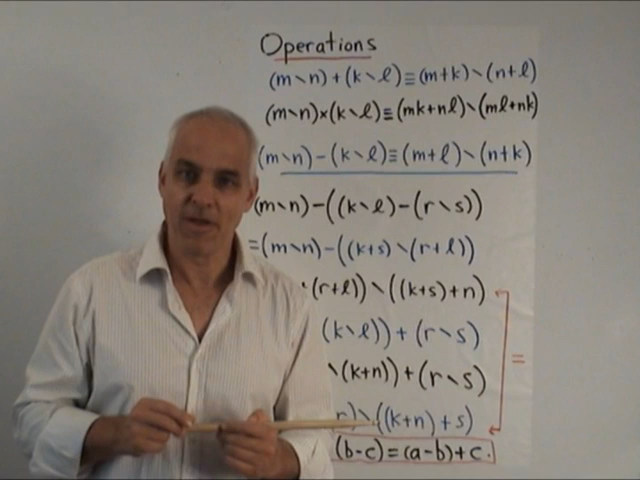 Operations
(m∖n) + (k∖l) ≡ (m+k)∖(n+l)
(m∖n)×(k∖l) ≡ (mk+nl)∖(ml+nk)
(m∖n) - (k∖l) ≡ (m+l)∖(n+k)
(m∖n) - ((k∖l) - (r∖s))
= (m∖n) - ((k+s)∖(r+l))
(r+l))∖((k+s)+n)
(k∖l)) + (r∖s)
=
∖(k+n)) + (r∖s)
r)∖((k+n)+s)
(b-c) = (a-b)+c.